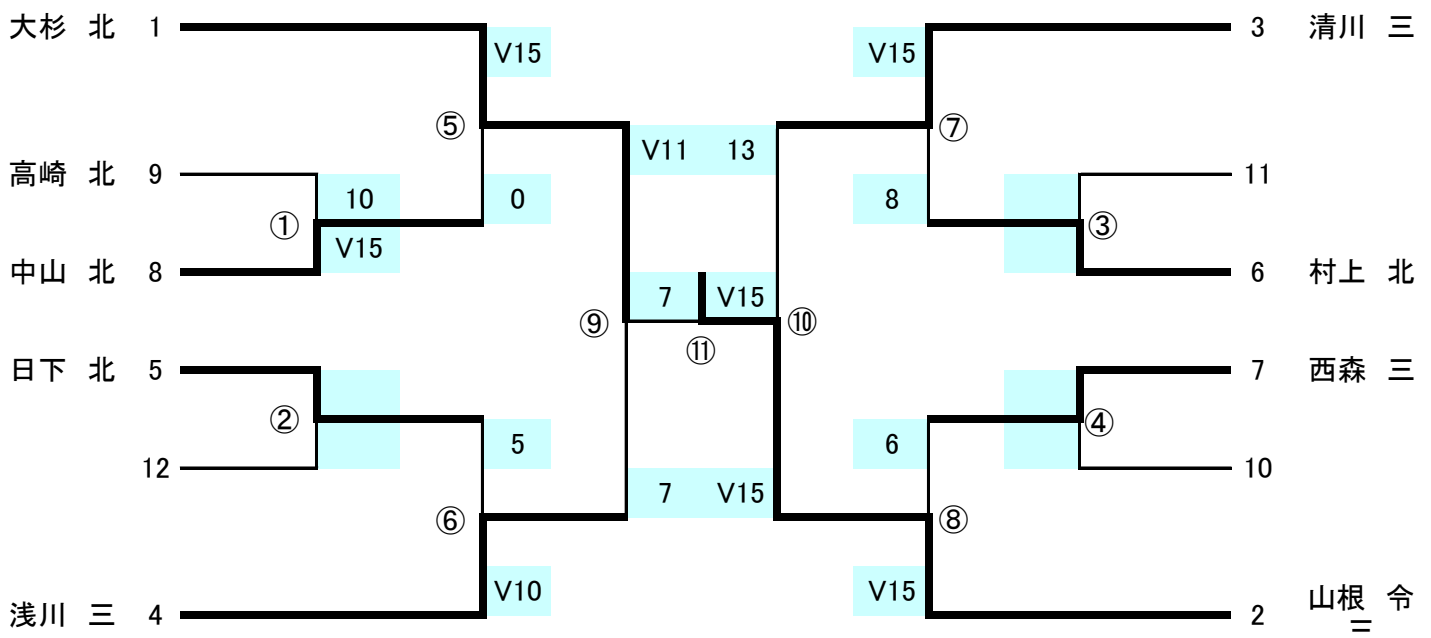 大杉 北 1 V15 V15 3 清川 三
⑤ V11 13 ⑦
高崎 北 9 10 0 8 11
① V15 ③
中山 北 8 7 V15 6 村上 北
⑨ ⑪ ⑩
日下 北 5 7 西森 三
② 5 6 ④
12 7 V15 10
⑥ ⑧
V10 V15
浅川 三 4 2 山根 令
三